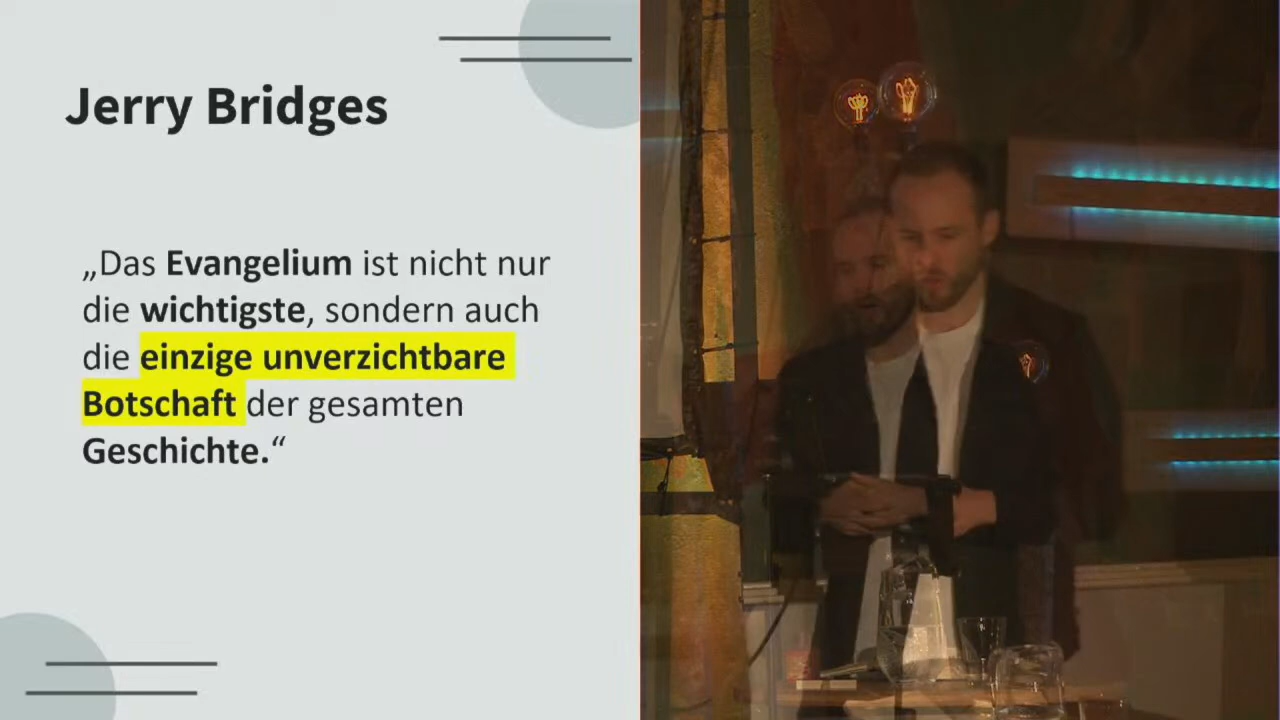 Jerry Bridges
„Das Evangelium ist nicht nur
die wichtigste, sondern auch
die einzige unverzichtbare
Botschaft der gesamten
Geschichte.“